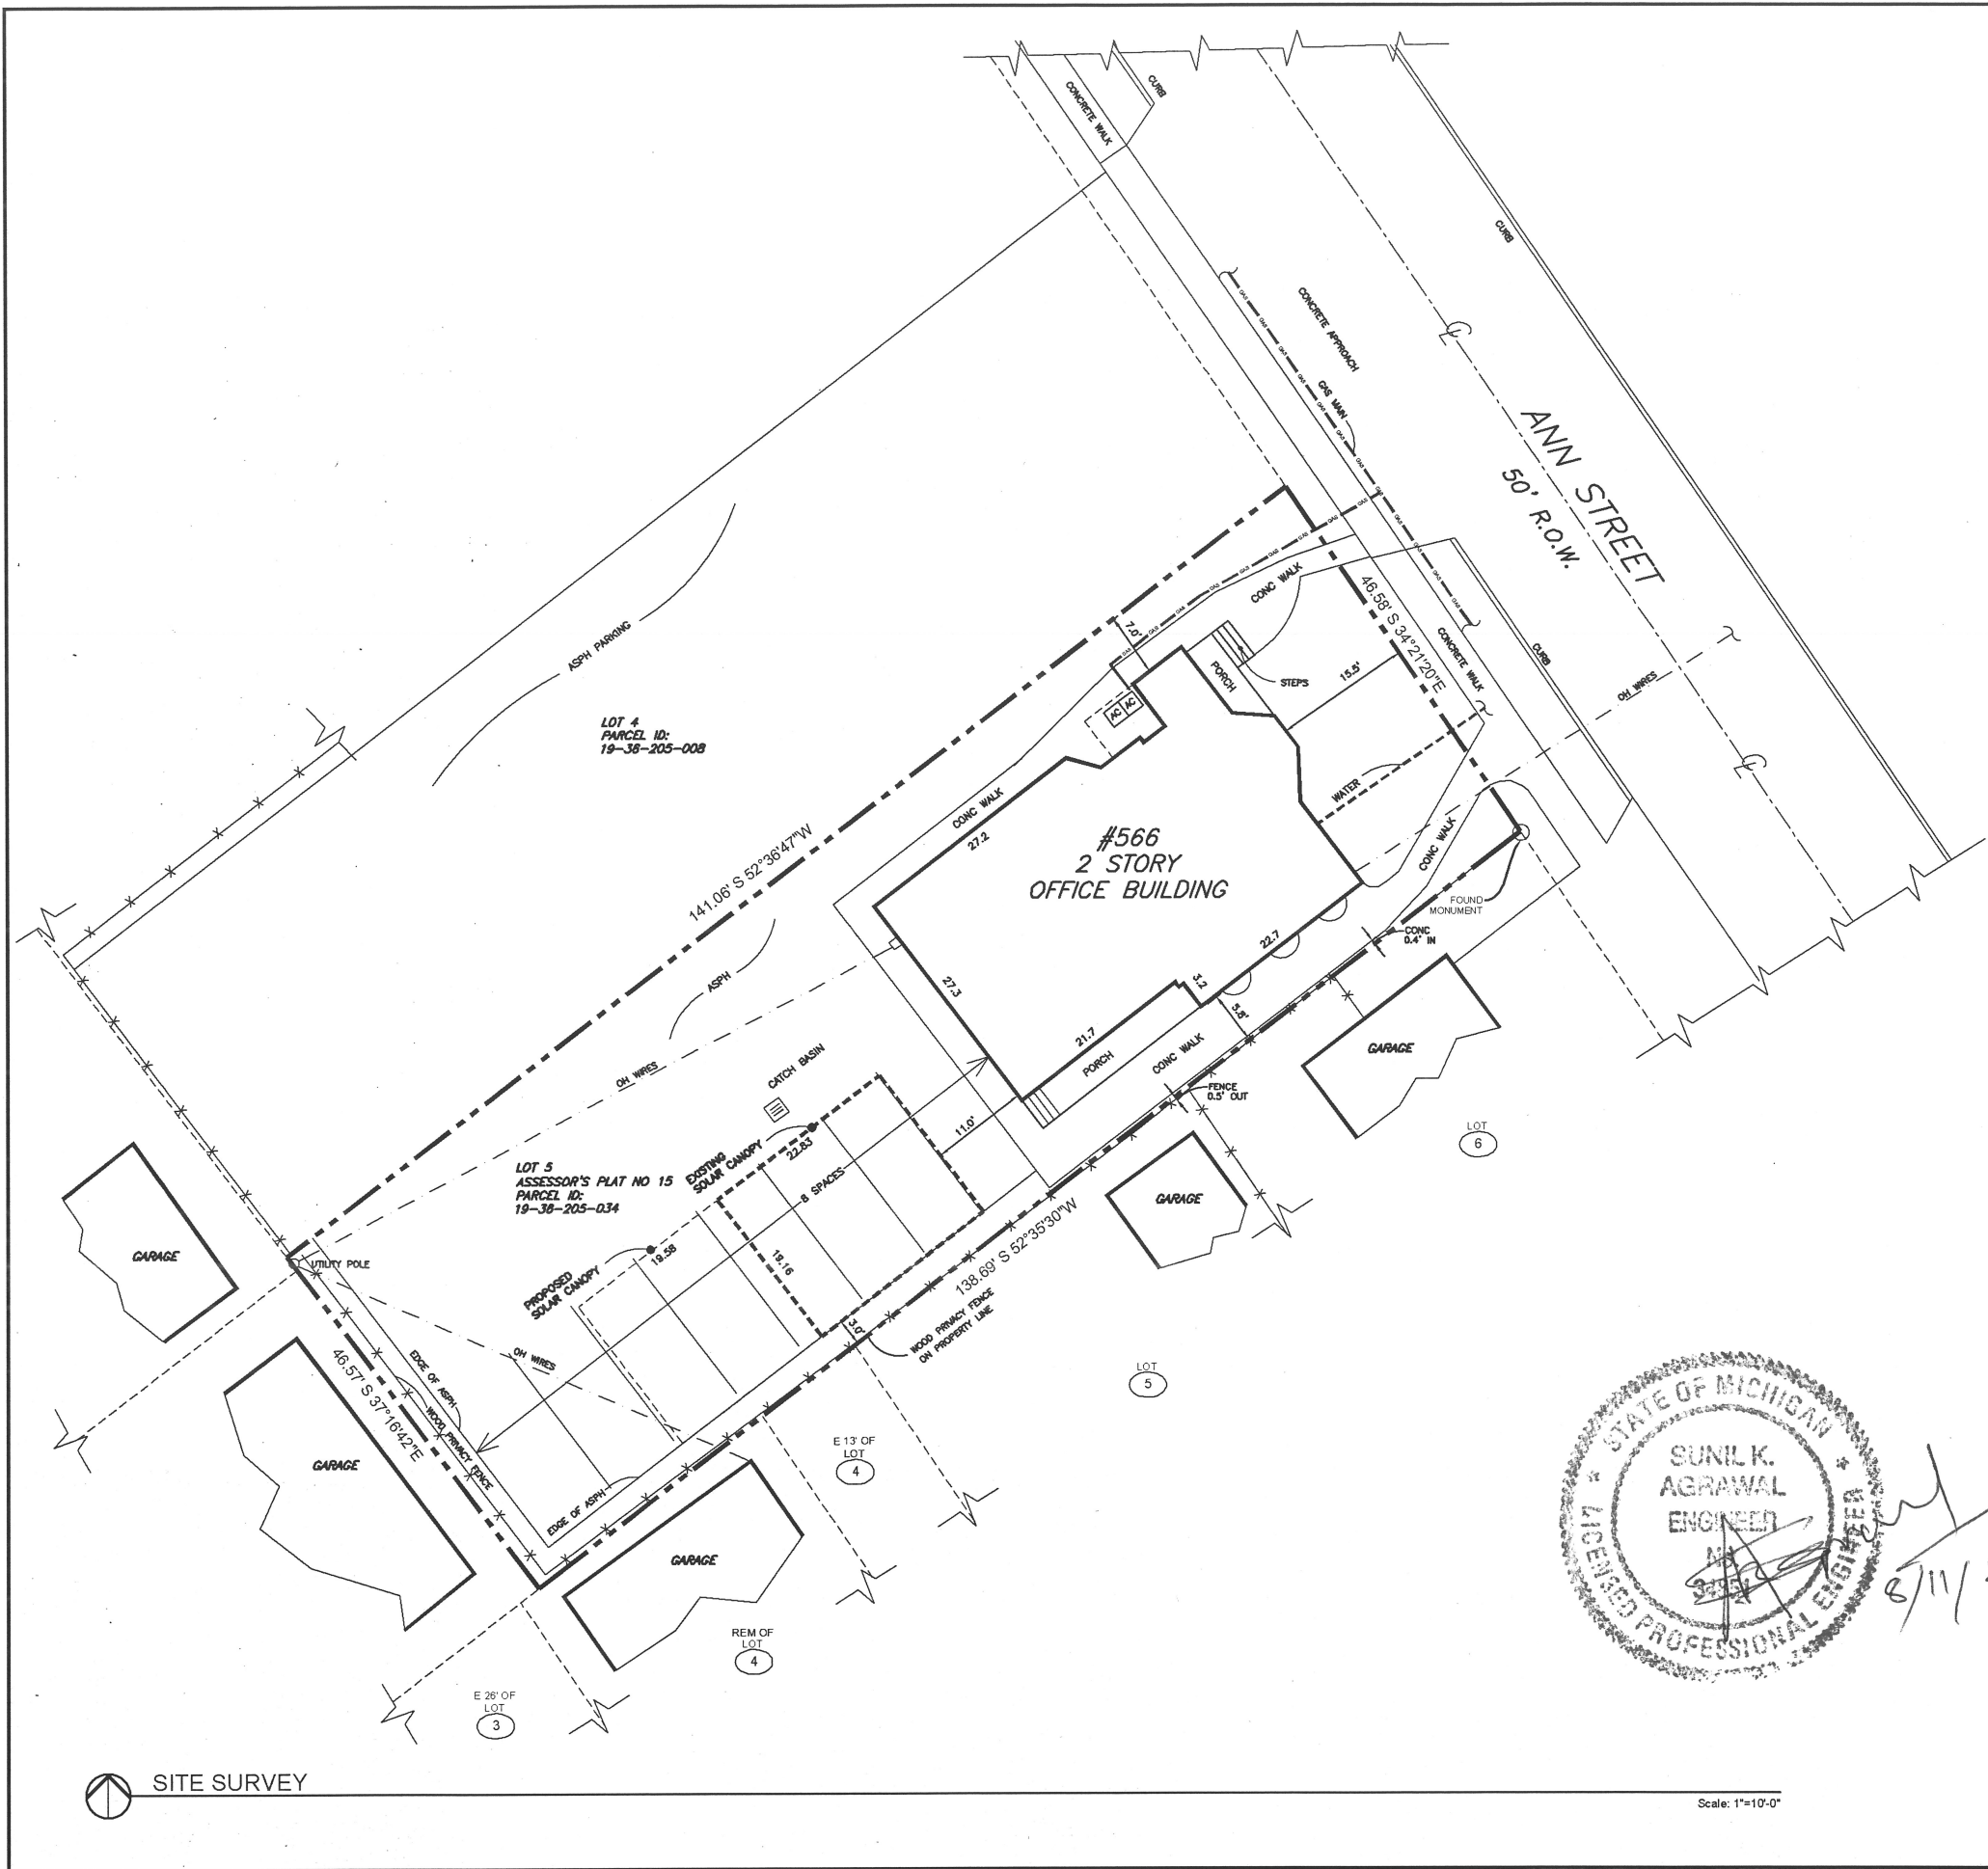 CURB
CONCRETE WALK
CURB
CONCRETE APPROACH
GAS MAIN
ANN STREET
50' R.O.W.
46.58' S 34°21'20"E
CONC WALK
CONCRETE WALK
CURB
OH WIRES
7.0'
PORCH
STEPS
15.5'
AC
AC
ASPH PARKING
LOT 4
PARCEL ID:
19-36-205-008
WATER
CONC WALK
27.2
141.06' S 52°36'47"W
#566
2 STORY
OFFICE BUILDING
CONC WALK
FOUND
MONUMENT
CONC
0.4' IN
22.7
27.3
3.2
5.8'
ASPH
21.7
PORCH
CONC WALK
GARAGE
FENCE
0.5' OUT
OH WIRES
CATCH BASIN
11.0'
LOT
6
EXISTING
SOLAR CANOPY
22.83
8 SPACES
LOT 5
ASSESSOR'S PLAT NO 15
PARCEL ID:
19-36-205-034
GARAGE
GARAGE
UTILITY POLE
19.58
19.16
138.69' S 52°35'30"W
PROPOSED
SOLAR CANOPY
3.0'
WOOD PRIVACY FENCE
ON PROPERTY LINE
OH WIRES
46.57' S 37°16'42"E
EDGE OF ASPH
WOOD PRIVACY FENCE
LOT
5
E 13' OF
LOT
4
GARAGE
EDGE OF ASPH
GARAGE
REM OF
LOT
4
E 26' OF
LOT
3
STATE OF MICHIGAN
SUNIL K.
AGRAWAL
ENGINEER
LICENSED PROFESSIONAL ENGINEER
8/11/
SITE SURVEY
Scale: 1"=10'-0"